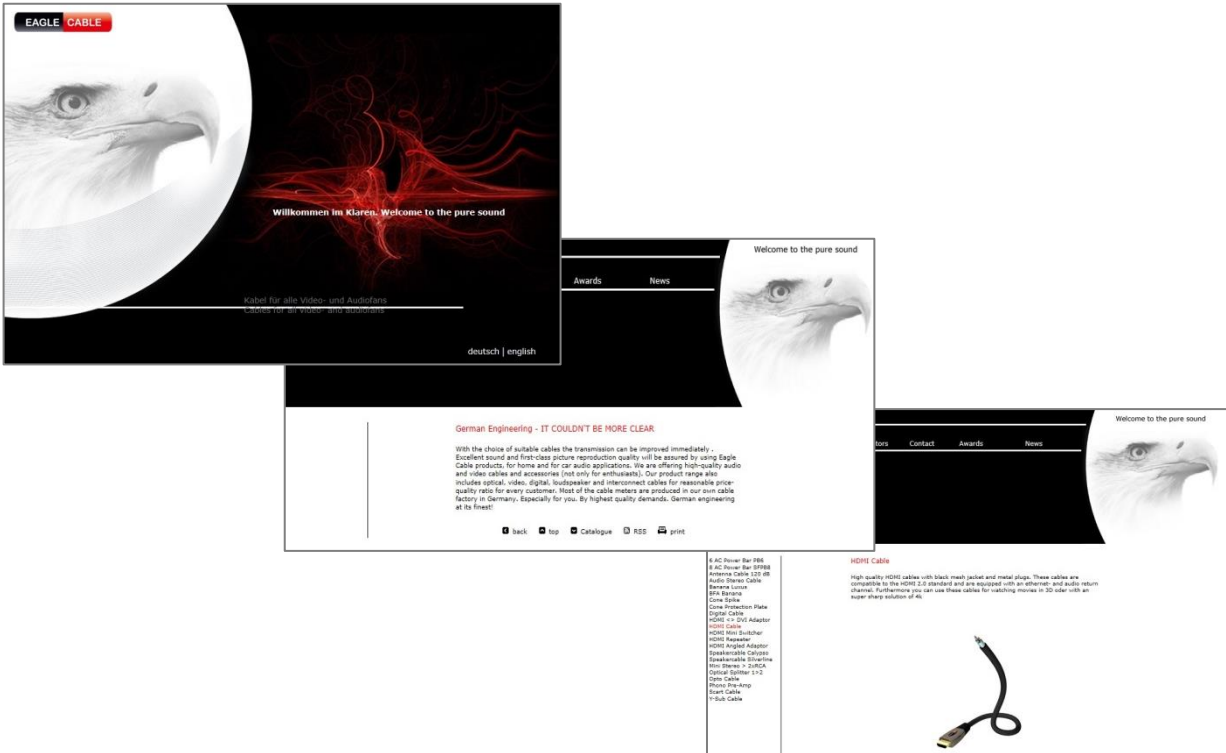 EAGLE CABLE
Willkommen im Klaren. Welcome to the pure sound
Kabel für alle Video- und Audiofans
Cables for all video- and audiofans
deutsch | english
Welcome to the pure sound
Awards News
German Engineering - IT COULDN'T BE MORE CLEAR
With the choice of suitable cables the transmission can be improved immediately .
Excellent sound and first-class picture reproduction quality will be assured by using Eagle
Cable products, for home and for car audio applications. We are offering high-quality audio
and video cables and accessories (not only for enthusiasts). Our product range also
includes optical, video, digital, loudspeaker and interconnect cables for reasonable price-
quality ratio for every customer. Most of the cable meters are produced in our own cable
factory in Germany. Especially for you. By highest quality demands. German engineering
at its finest!
back top Catalogue RSS print
Welcome to the pure sound
tors Contact Awards News
6 AC Power Bar PB6
8 AC Power Bar SFPB8
Antenna Cable 120 dB
Audio Stereo Cable
Banana Luxus
BFA Banana
Cone Spike
Cone Protection Plate
Digital Cable
HDMI <> DVI Adaptor
HDMI Cable
HDMI Mini Switcher
HDMI Repeater
HDMI Angled Adaptor
Speakercable Calypso
Speakercable Silverline
Mini Stereo > 2xRCA
Optical Splitter 1>2
Opto Cable
Phono Pre-Amp
Scart Cable
Y-Sub Cable
HDMI Cable
High quality HDMI cables with black mesh jacket and metal plugs. These cables are
compatible to the HDMI 2.0 standard and are equipped with an ethernet- and audio return
channel. Furthermore you can use these cables for watching movies in 3D oder with an
super sharp solution of 4k